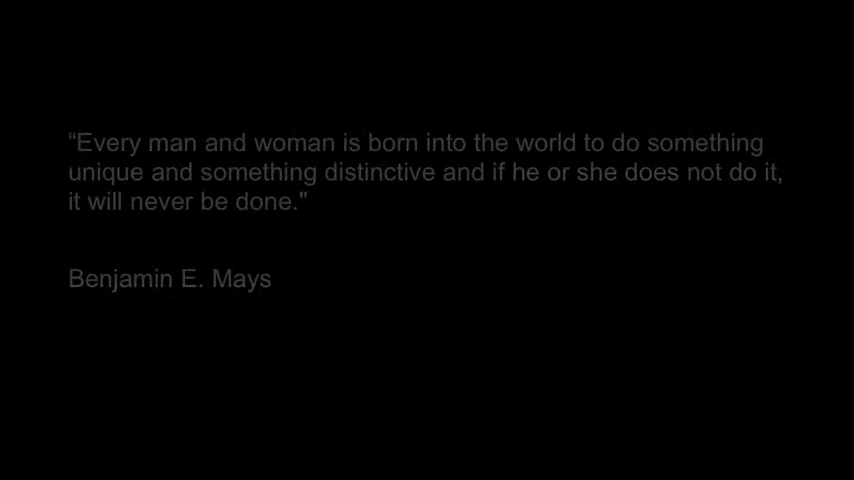 “Every man and woman is born into the world to do something
unique and something distinctive and if he or she does not do it,
it will never be done."
Benjamin E. Mays